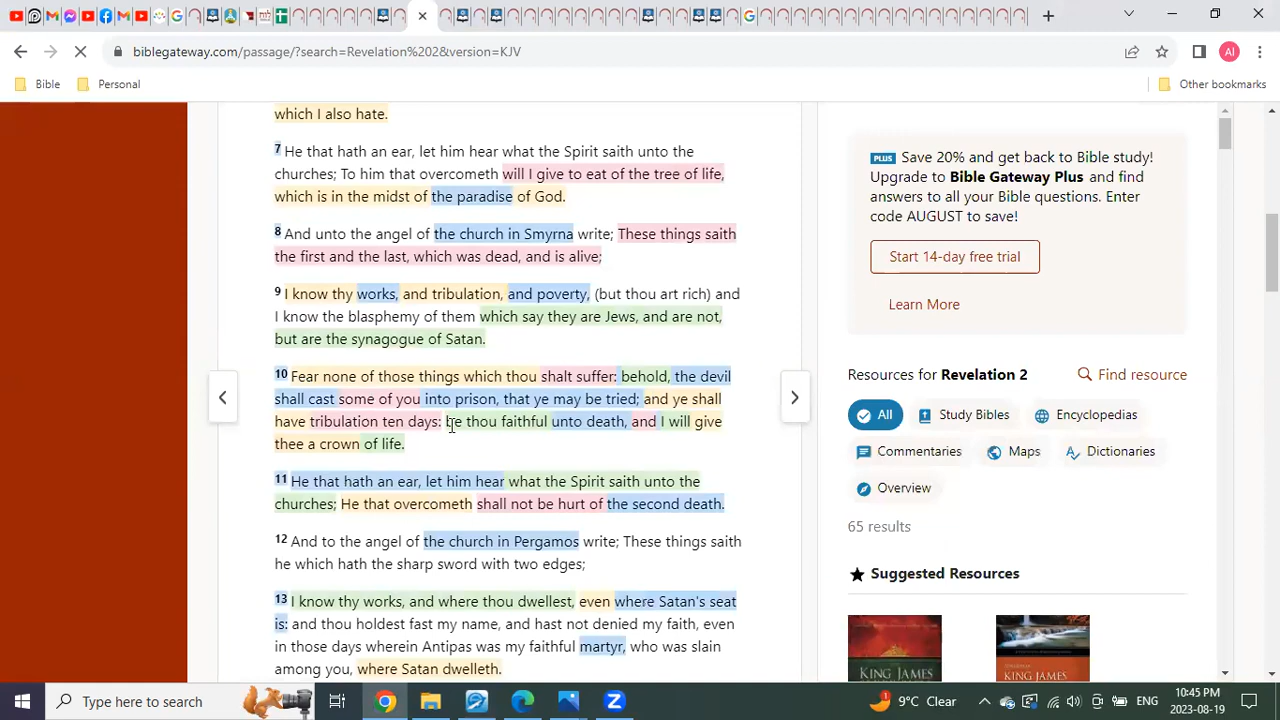 biblegateway.com/passage/?search=Revelation%202&version=KJV
AI
Bible
Personal
Other bookmarks
which I also hate.
7 He that hath an ear, let him hear what the Spirit saith unto the
churches; To him that overcometh will I give to eat of the tree of life,
which is in the midst of the paradise of God.
8 And unto the angel of the church in Smyrna write; These things saith
the first and the last, which was dead, and is alive;
9 I know thy works, and tribulation, and poverty, (but thou art rich) and
I know the blasphemy of them which say they are Jews, and are not,
but are the synagogue of Satan.
10 Fear none of those things which thou shalt suffer: behold, the devil
shall cast some of you into prison, that ye may be tried; and ye shall
have tribulation ten days: be thou faithful unto death, and I will give
thee a crown of life.
11 He that hath an ear, let him hear what the Spirit saith unto the
churches; He that overcometh shall not be hurt of the second death.
12 And to the angel of the church in Pergamos write; These things saith
he which hath the sharp sword with two edges;
13 I know thy works, and where thou dwellest, even where Satan's seat
is: and thou holdest fast my name, and hast not denied my faith, even
in those days wherein Antipas was my faithful martyr, who was slain
among you, where Satan dwelleth.
PLUS Save 20% and get back to Bible study!
Upgrade to Bible Gateway Plus and find
answers to all your Bible questions. Enter
code AUGUST to save!
Start 14-day free trial
Learn More
Resources for Revelation 2
Find resource
All
Study Bibles
Encyclopedias
Commentaries
Maps
Dictionaries
Overview
65 results
Suggested Resources
KING JAMES
Type here to search
1
9°C Clear
ENG
10:45 PM
2023-08-19